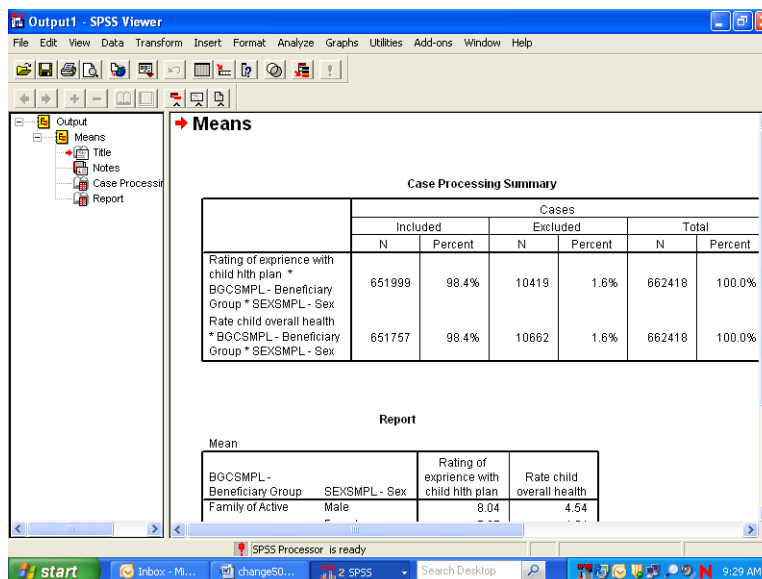 Output1 - SPSS Viewer
File Edit View Data Transform Insert Format Analyze Graphs Utilities Add-ons Window Help
Output
Means
Title
Notes
Case Processin
Report
Means
Case Processing Summary
Cases
Included Excluded Total
N Percent N Percent N Percent
Rating of exprience with
child hlth plan *
BGCSMPL - Beneficiary
Group * SEXSMPL - Sex
651999 98.4% 10419 1.6% 662418 100.0%
Rate child overall health
* BGCSMPL - Beneficiary
Group * SEXSMPL - Sex
651757 98.4% 10662 1.6% 662418 100.0%
Report
Mean
BGCSMPL -
Beneficiary Group SEXSMPL - Sex
Rating of
exprience with
child hlth plan
Rate child
overall health
Family of Active Male 8.04 4.54
SPSS Processor is ready
start Inbox - Mi... change50... 2 SPSS Search Desktop N 9:29 AM